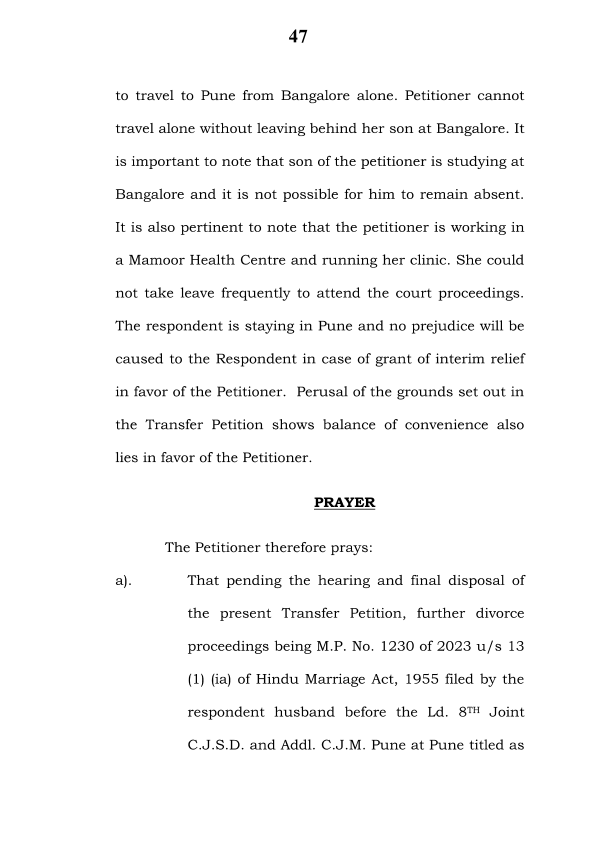 47
to travel to Pune from Bangalore alone. Petitioner cannot
travel alone without leaving behind her son at Bangalore. It
is important to note that son of the petitioner is studying at
Bangalore and it is not possible for him to remain absent.
It is also pertinent to note that the petitioner is working in
a Mamoor Health Centre and running her clinic. She could
not take leave frequently to attend the court proceedings.
The respondent is staying in Pune and no prejudice will be
caused to the Respondent in case of grant of interim relief
in favor of the Petitioner. Perusal of the grounds set out in
the Transfer Petition shows balance of convenience also
lies in favor of the Petitioner.
PRAYER
The Petitioner therefore prays:
a). That pending the hearing and final disposal of
the present Transfer Petition, further divorce
proceedings being M.P. No. 1230 of 2023 u/s 13
(1) (ia) of Hindu Marriage Act, 1955 filed by the
respondent husband before the Ld. 8TH Joint
C.J.S.D. and Addl. C.J.M. Pune at Pune titled as